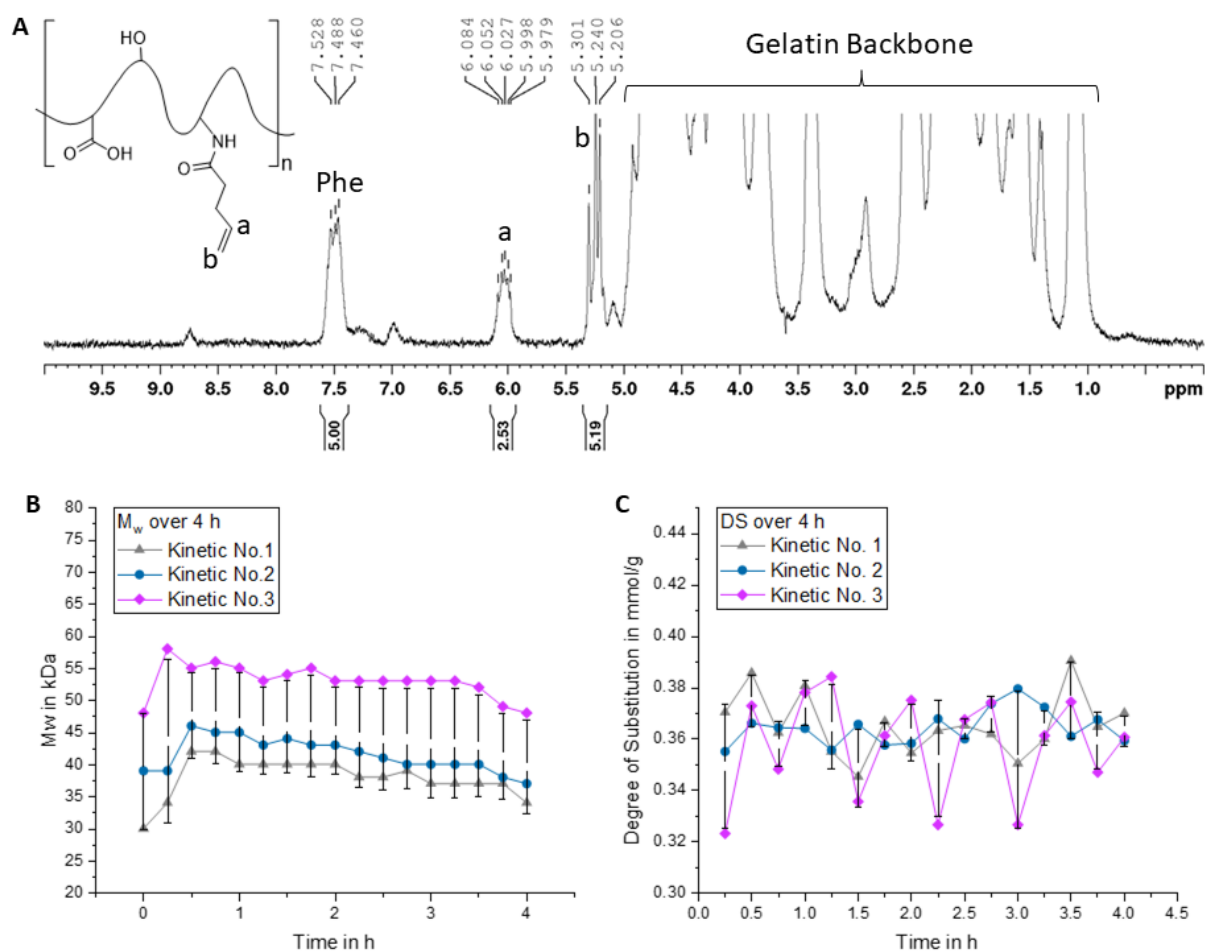 A
HO
O
OH
NH
O
n
a
b
7.528
7.488
7.460
6.084
6.052
6.027
5.998
5.979
5.301
5.240
5.206
Gelatin Backbone
Phe
a
b
9.5 9.0 8.5 8.0 7.5 7.0 6.5 6.0 5.5 5.0 4.5 4.0 3.5 3.0 2.5 2.0 1.5 1.0 ppm
5.00
2.53
5.19
B
Mw over 4 h
Kinetic No.1
Kinetic No.2
Kinetic No.3
Mw in kDa
80
75
70
65
60
55
50
45
40
35
30
25
20
0 1 2 3 4
Time in h
C
DS over 4 h
Kinetic No. 1
Kinetic No. 2
Kinetic No. 3
Degree of Substitution in mmol/g
0.44
0.42
0.40
0.38
0.36
0.34
0.32
0.30
0.0 0.5 1.0 1.5 2.0 2.5 3.0 3.5 4.0 4.5
Time in h